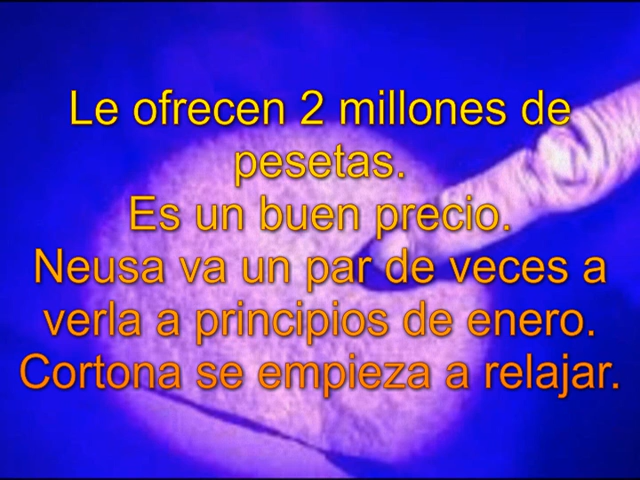 Le ofrecen 2 millones de
pesetas.
Es un buen precio.
Neusa va un par de veces a
verla a principios de enero.
Cortona se empieza a relajar.